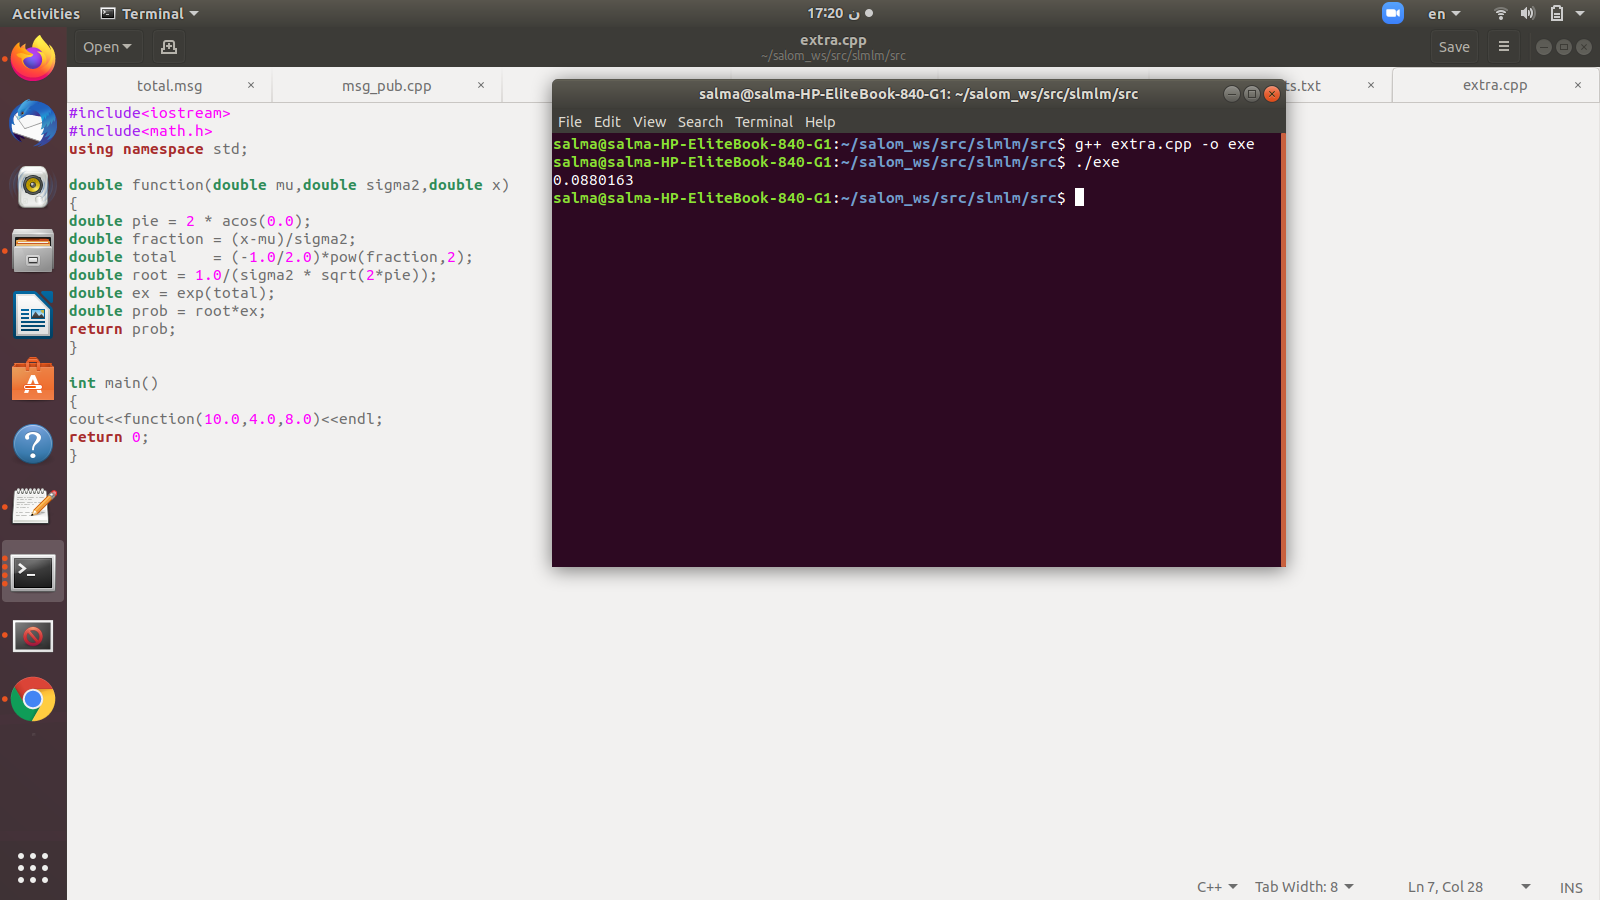 Activities Terminal 17:20 ن en
Open extra.cpp Save
~/salom_ws/src/slmlm/src
total.msg × msg_pub.cpp × ts.txt × extra.cpp ×
#include<iostream>
#include<math.h>
using namespace std;
double function(double mu,double sigma2,double x)
{
double pie = 2 * acos(0.0);
double fraction = (x-mu)/sigma2;
double total    = (-1.0/2.0)*pow(fraction,2);
double root = 1.0/(sigma2 * sqrt(2*pie));
double ex = exp(total);
double prob = root*ex;
return prob;
}
int main()
{
cout<<function(10.0,4.0,8.0)<<endl;
return 0;
}
salma@salma-HP-EliteBook-840-G1: ~/salom_ws/src/slmlm/src
File Edit View Search Terminal Help
salma@salma-HP-EliteBook-840-G1:~/salom_ws/src/slmlm/src$ g++ extra.cpp -o exe
salma@salma-HP-EliteBook-840-G1:~/salom_ws/src/slmlm/src$ ./exe
0.0880163
salma@salma-HP-EliteBook-840-G1:~/salom_ws/src/slmlm/src$
C++ Tab Width: 8 Ln 7, Col 28 INS